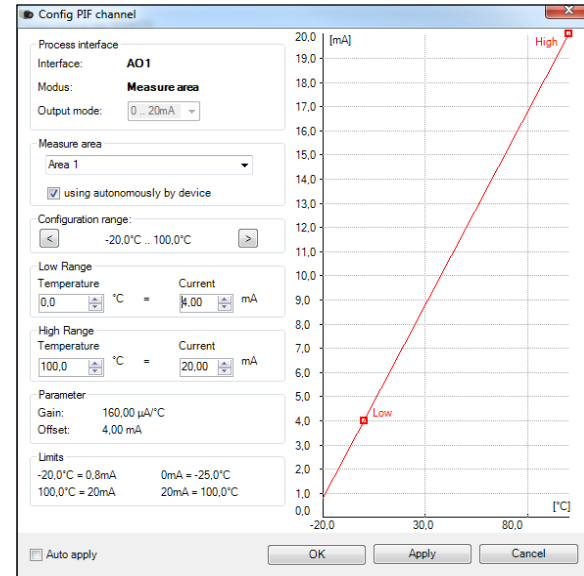 Config PIF channel
Process interface
Interface: AO1
Modus: Measure area
Output mode: 0 .. 20mA
Measure area
Area 1
using autonomously by device
Configuration range:
< -20,0°C .. 100,0°C >
Low Range
Temperature Current
0,0 °C = 4,00 mA
High Range
Temperature Current
100,0 °C = 20,00 mA
Parameter
Gain: 160,00 µA/°C
Offset: 4,00 mA
Limits
-20,0°C = 0,8mA 0mA = -25,0°C
100,0°C = 20mA 20mA = 100,0°C
Auto apply
OK Apply Cancel
20,0 [mA] High
19,0
18,0
17,0
16,0
15,0
14,0
13,0
12,0
11,0
10,0
9,0
8,0
7,0
6,0
5,0
4,0 Low
3,0
2,0
1,0
0,0 [°C]
-20,0 30,0 80,0